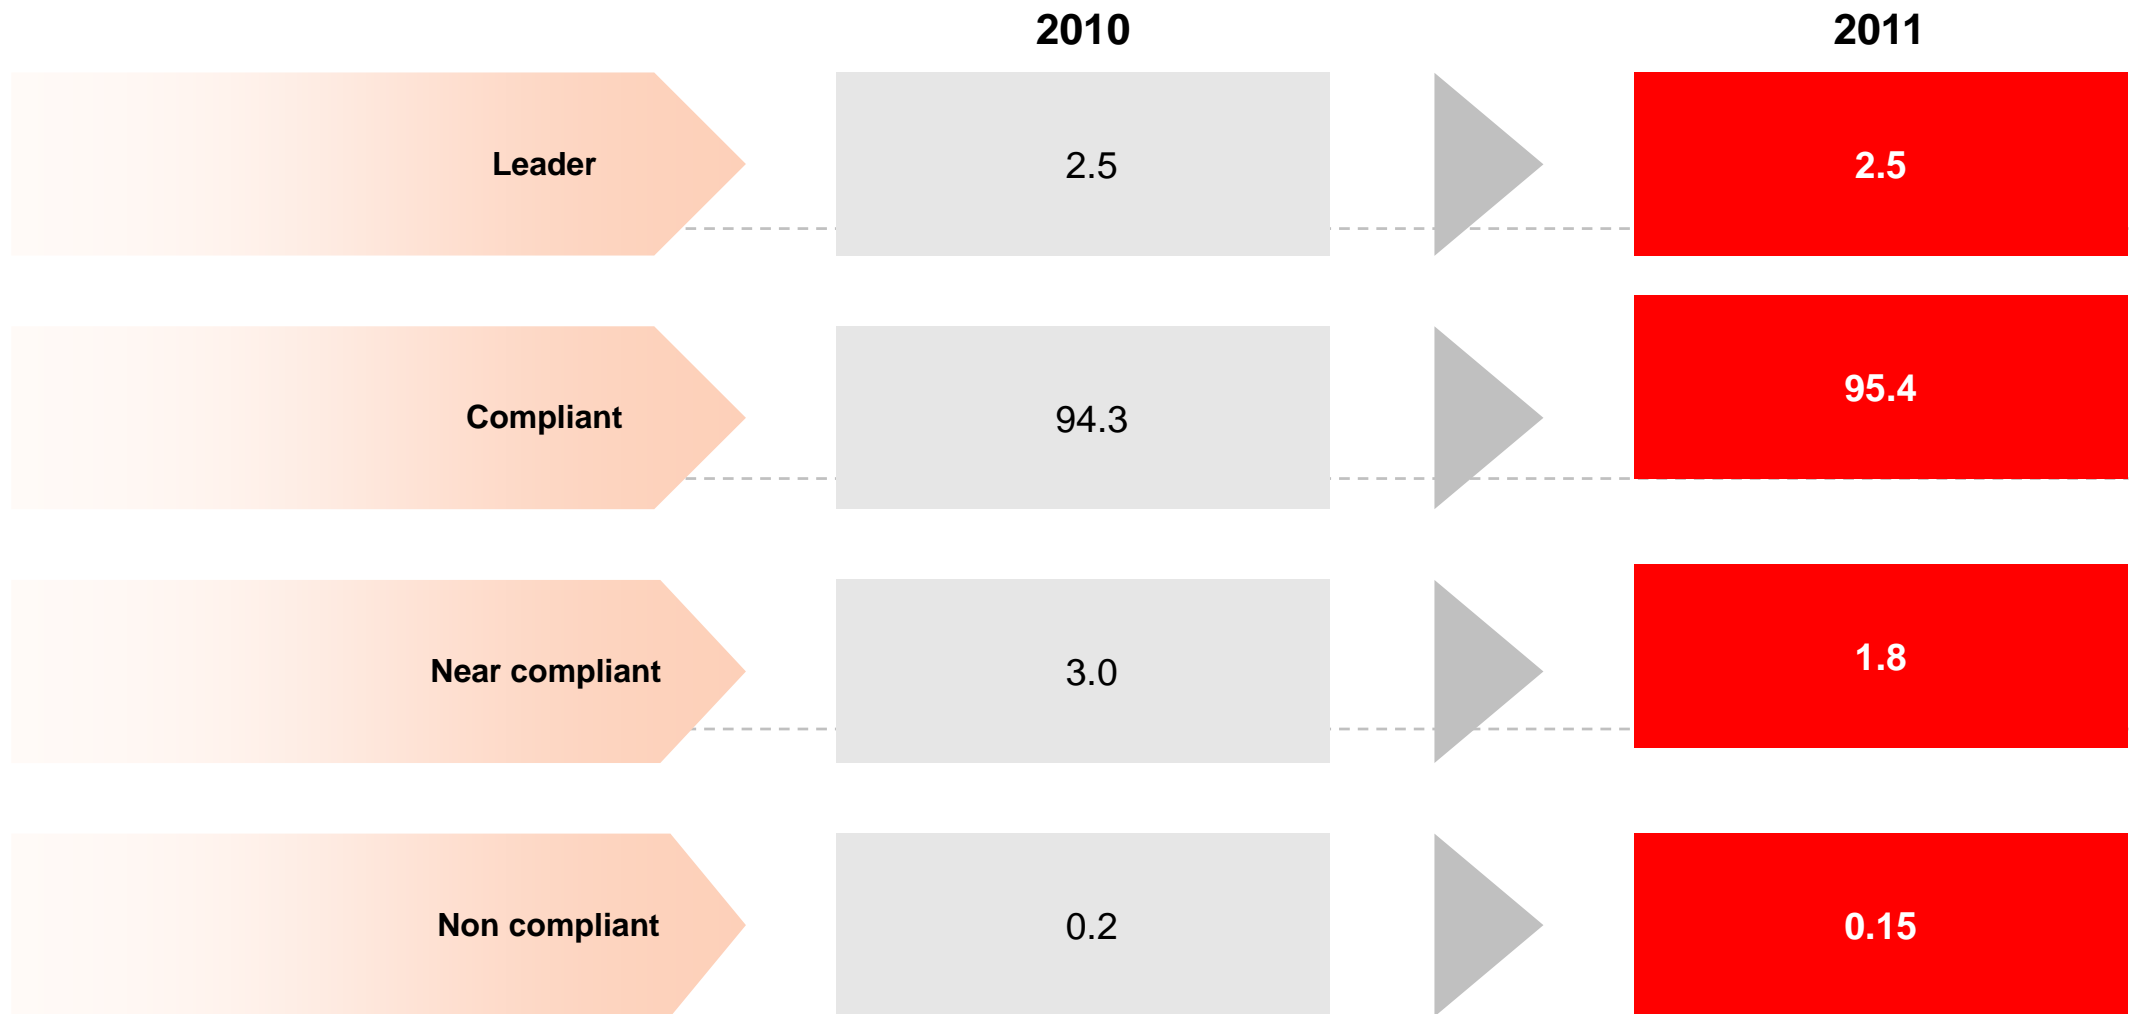 2010 2011
Leader 2.5 2.5
Compliant 94.3 95.4
Near compliant 3.0 1.8
Non compliant 0.2 0.15